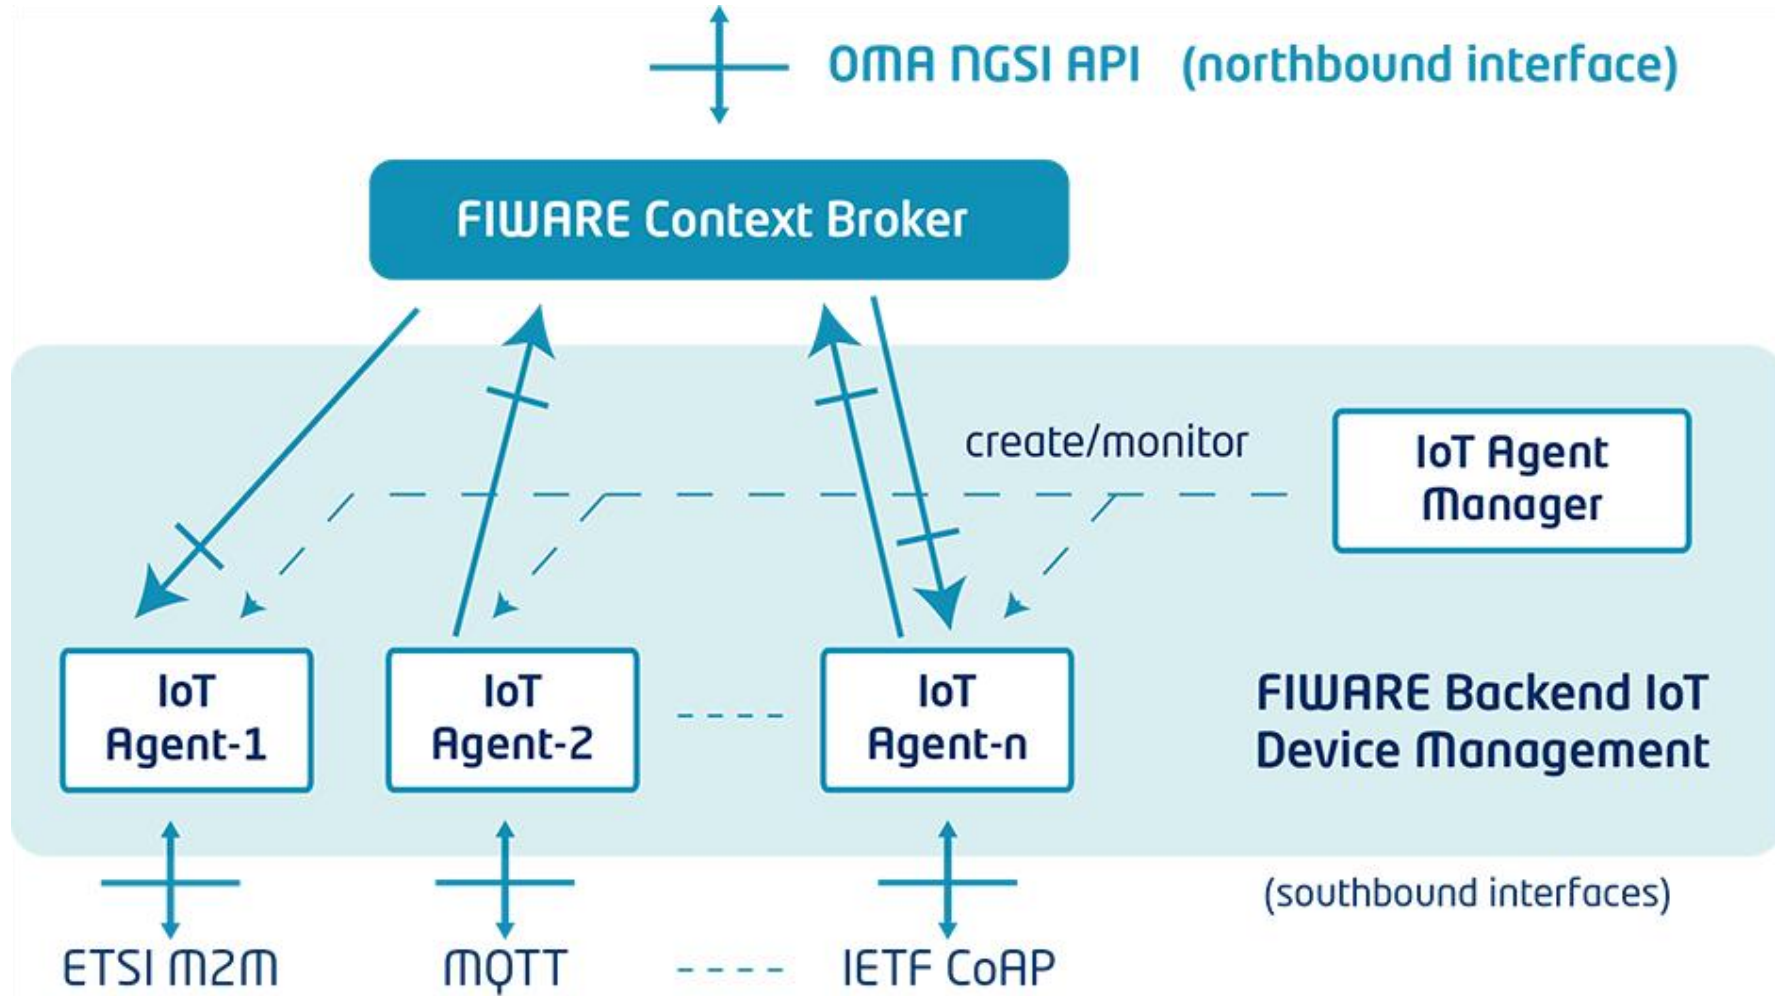 OMA NGSI API (northbound interface)
FIWARE Context Broker
create/monitor
IoT Agent
Manager
IoT
Agent-1
IoT
Agent-2
IoT
Agent-n
FIWARE Backend IoT
Device Management
(southbound interfaces)
ETSI M2M
MQTT
IETF CoAP